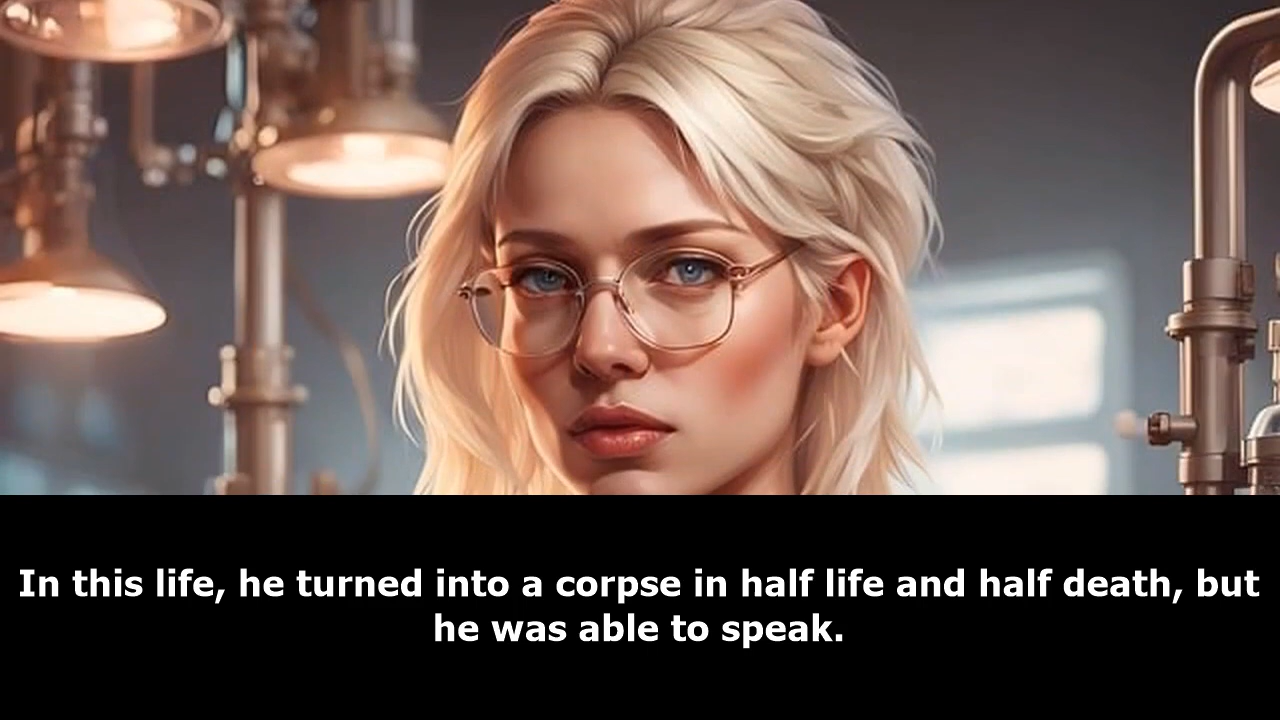 In this life, he turned into a corpse in half life and half death, but
he was able to speak.